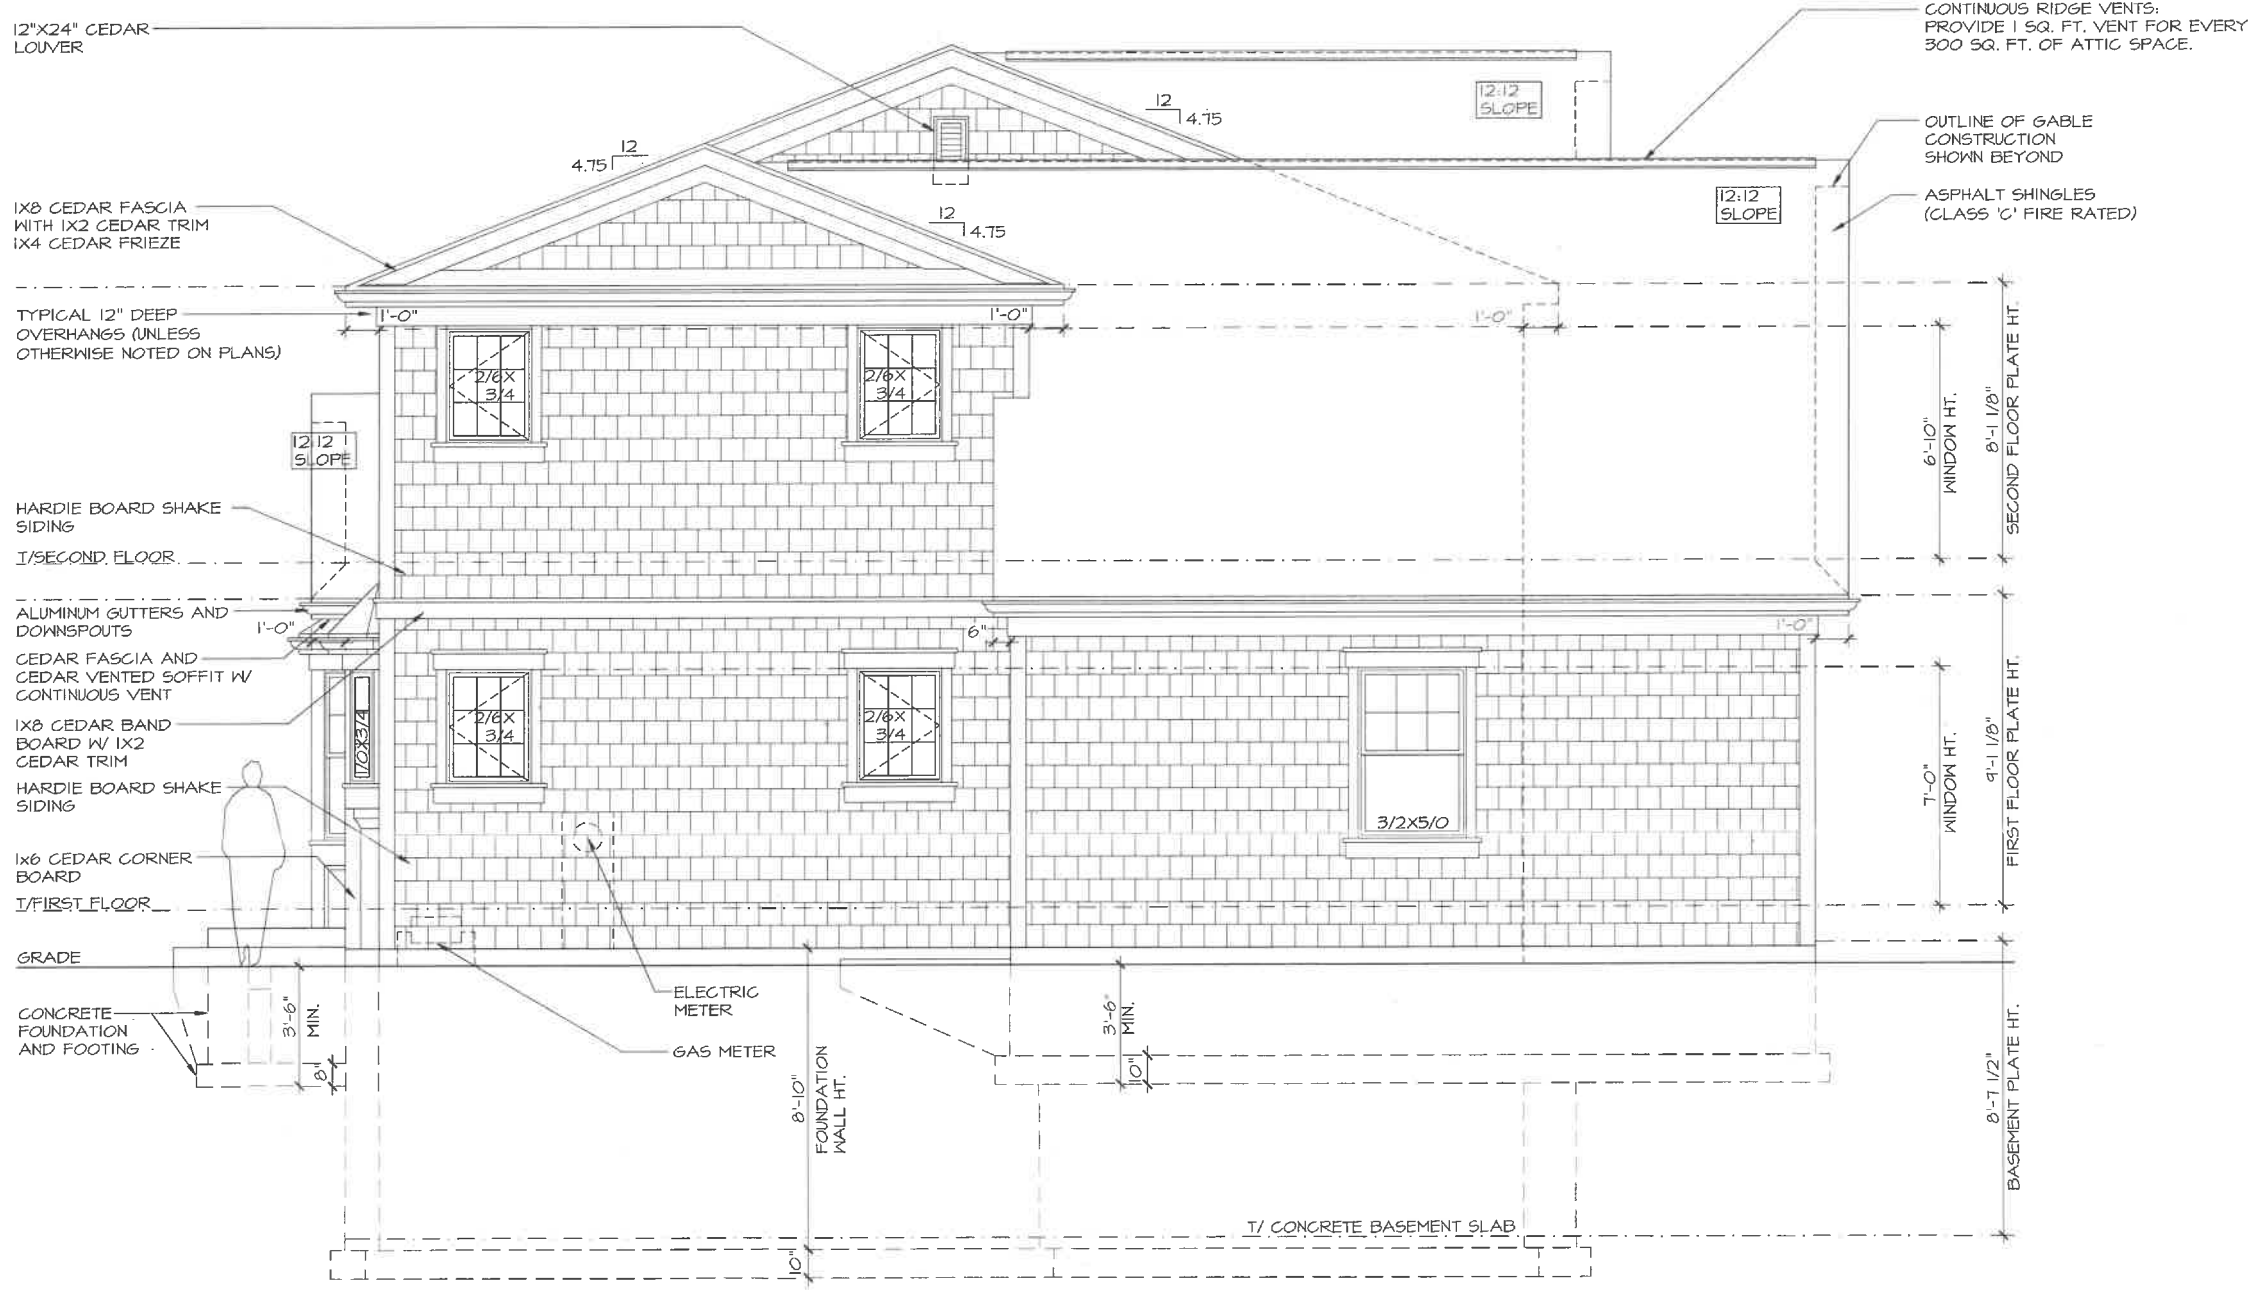 12"X24" CEDAR
LOUVER
CONTINUOUS RIDGE VENTS:
PROVIDE 1 SQ. FT. VENT FOR EVERY
300 SQ. FT. OF ATTIC SPACE.
12:12
SLOPE
12
4.75
12
4.75
OUTLINE OF GABLE
CONSTRUCTION
SHOWN BEYOND
12:12
SLOPE
ASPHALT SHINGLES
(CLASS 'C' FIRE RATED)
1X8 CEDAR FASCIA
WITH 1X2 CEDAR TRIM
1X4 CEDAR FRIEZE
12
4.75
TYPICAL 12" DEEP
OVERHANGS (UNLESS
OTHERWISE NOTED ON PLANS)
1'-0"
1'-0"
1'-0"
2/6X
3/4
2/6X
3/4
6'-10"
WINDOW HT.
8'-1 1/8"
SECOND FLOOR PLATE HT.
12:12
SLOPE
HARDIE BOARD SHAKE
SIDING
T/SECOND FLOOR
ALUMINUM GUTTERS AND
DOWNSPOUTS
1'-0"
6"
1'-0"
CEDAR FASCIA AND
CEDAR VENTED SOFFIT W/
CONTINUOUS VENT
1X8 CEDAR BAND
BOARD W/ 1X2
CEDAR TRIM
1/0X3/4
2/6X
3/4
2/6X
3/4
3/2X5/0
7'-0"
WINDOW HT.
9'-1 1/8"
FIRST FLOOR PLATE HT.
HARDIE BOARD SHAKE
SIDING
1x6 CEDAR CORNER
BOARD
T/FIRST FLOOR
GRADE
CONCRETE
FOUNDATION
AND FOOTING
3'-6"
MIN.
8"
ELECTRIC
METER
GAS METER
8'-10"
FOUNDATION
WALL HT.
10"
3'-6"
MIN.
10"
T/ CONCRETE BASEMENT SLAB
8'-7 1/2"
BASEMENT PLATE HT.